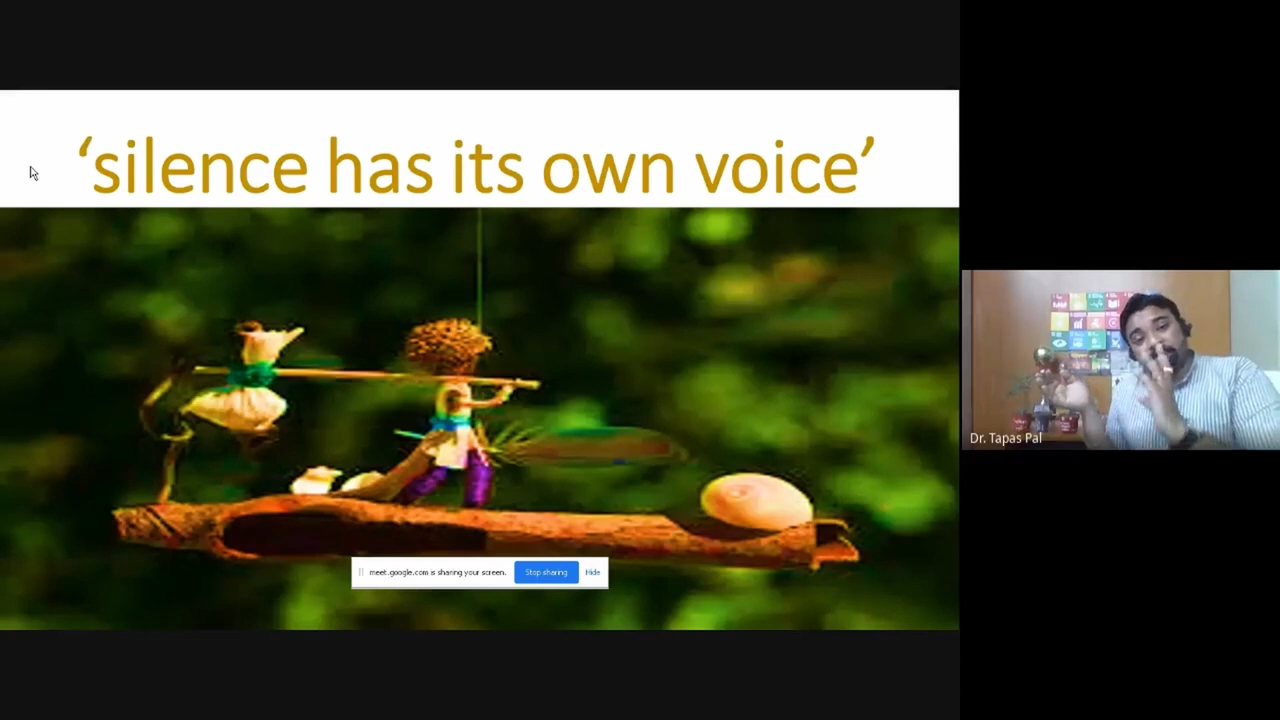 ‘silence has its own voice’
meet.google.com is sharing your screen.
Stop sharing
Hide
Dr. Tapas Pal